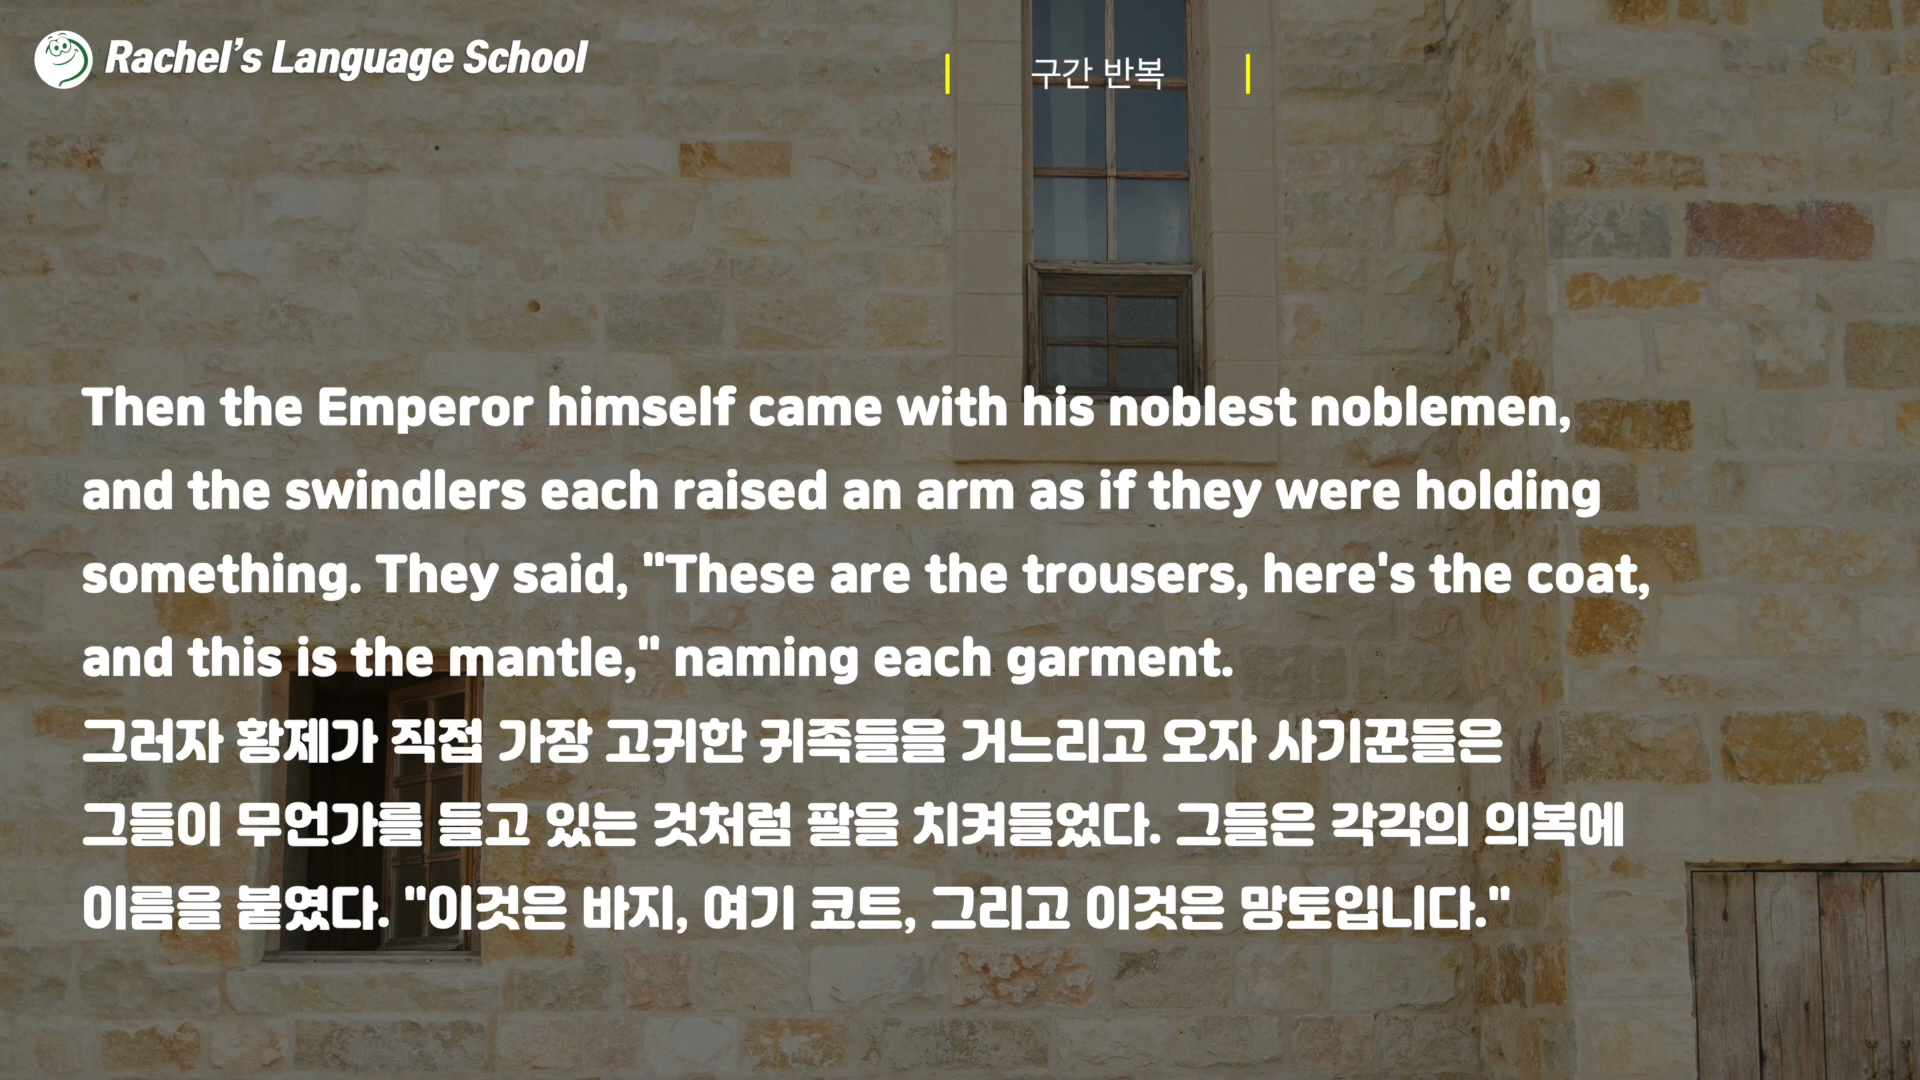 Rachel's Language School
구간 반복
Then the Emperor himself came with his noblest noblemen,
and the swindlers each raised an arm as if they were holding
something. They said, "These are the trousers, here's the coat,
and this is the mantle," naming each garment.
그러자 황제가 직접 가장 고귀한 귀족들을 거느리고 오자 사기꾼들은
그들이 무언가를 들고 있는 것처럼 팔을 치켜들었다. 그들은 각각의 의복에
이름을 붙였다. "이것은 바지, 여기 코트, 그리고 이것은 망토입니다."